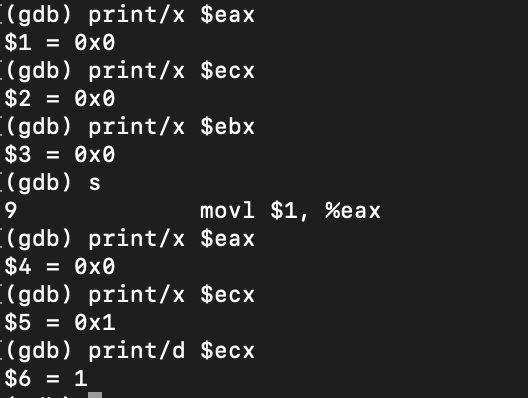 (gdb) print/x $eax
$1 = 0x0
(gdb) print/x $ecx
$2 = 0x0
(gdb) print/x $ebx
$3 = 0x0
(gdb) s
9               movl $1, %eax
(gdb) print/x $eax
$4 = 0x0
(gdb) print/x $ecx
$5 = 0x1
(gdb) print/d $ecx
$6 = 1